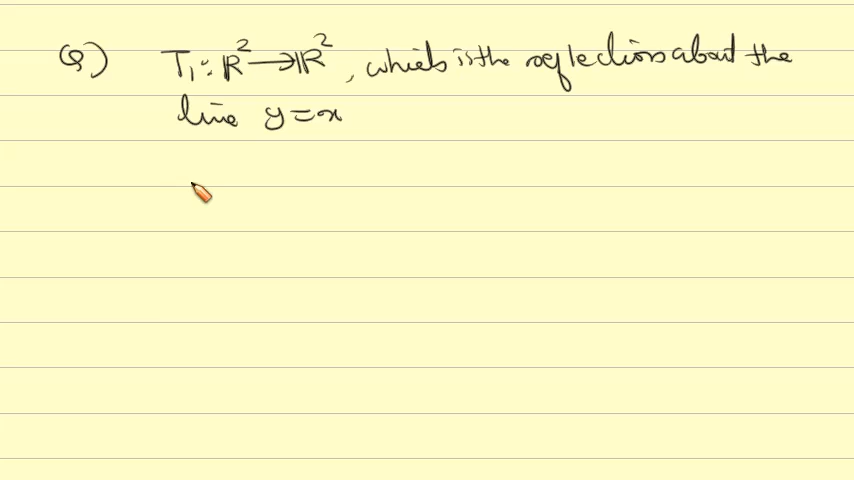 Q) T₁: ℝ² → ℝ², which is the reflection about the
line y = x